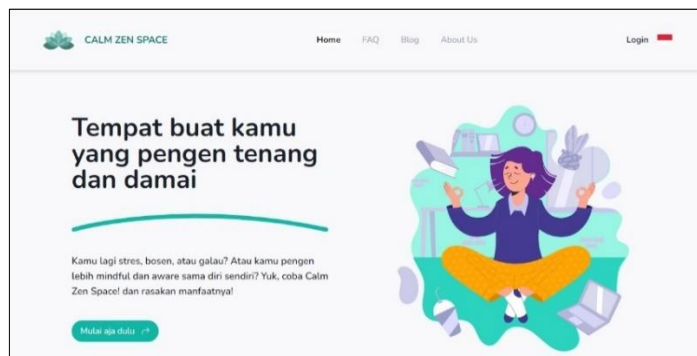 CALM ZEN SPACE
Home FAQ Blog About Us
Login
Tempat buat kamu
yang pengen tenang
dan damai
Kamu lagi stres, bosen, atau galau? Atau kamu pengen
lebih mindful dan aware sama diri sendiri? Yuk, coba Calm
Zen Space! dan rasakan manfaatnya!
Mulai aja dulu